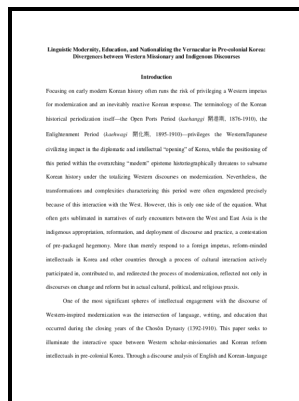 Linguistic Modernity, Education, and Nationalizing the Vernacular in Pre-colonial Korea:
Divergences between Western Missionary and Indigenous Discourses
Introduction
Focusing on early modern Korean history often runs the risk of privileging a Western impetus
for modernization and an inevitably reactive Korean response. The terminology of the Korean
historical periodization itself—the Open Ports Period (kaehanggi 開港期, 1876-1910), the
Enlightenment Period (kaehwagi 開化期, 1895-1910)—privileges the Western/Japanese
civilizing impact in the diplomatic and intellectual “opening” of Korea, while the positioning of
this period within the overarching “modern” episteme historiographically threatens to subsume
Korean history under the totalizing Western discourses on modernization. Nevertheless, the
transformations and complexities characterizing this period were often engendered precisely
because of this interaction with the West. However, this is only one side of the equation. What
often gets sublimated in narratives of early encounters between the West and East Asia is the
indigenous appropriation, reformation, and deployment of discourse and practice, a contestation
of pre-packaged hegemony. More than merely respond to a foreign impetus, reform-minded
intellectuals in Korea and other countries through a process of cultural interaction actively
participated in, contributed to, and redirected the process of modernization, reflected not only in
discourses on change and reform but in actual cultural, political, and religious praxis.
One of the most significant spheres of intellectual engagement with the discourse of
Western-inspired modernization was the intersection of language, writing, and education that
occurred during the closing years of the Chosŏn Dynasty (1392-1910). This paper seeks to
illuminate the interactive space between Western scholar-missionaries and Korean reform
intellectuals in pre-colonial Korea. Through a discourse analysis of English and Korean-language